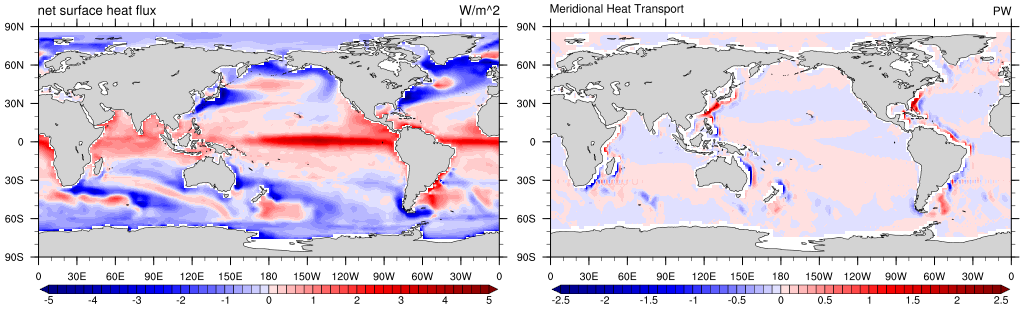 net surface heat flux W/m^2
Meridional Heat Transport PW
90N 90N
60N 60N
30N 30N
0 0
30S 30S
60S 60S
90S 90S
0 30E 60E 90E 120E 150E 180 150W 120W 90W 60W 30W 0
0 30E 60E 90E 120E 150E 180 150W 120W 90W 60W 30W 0
-5 -4 -3 -2 -1 0 1 2 3 4 5
-2.5 -2 -1.5 -1 -0.5 0 0.5 1 1.5 2 2.5